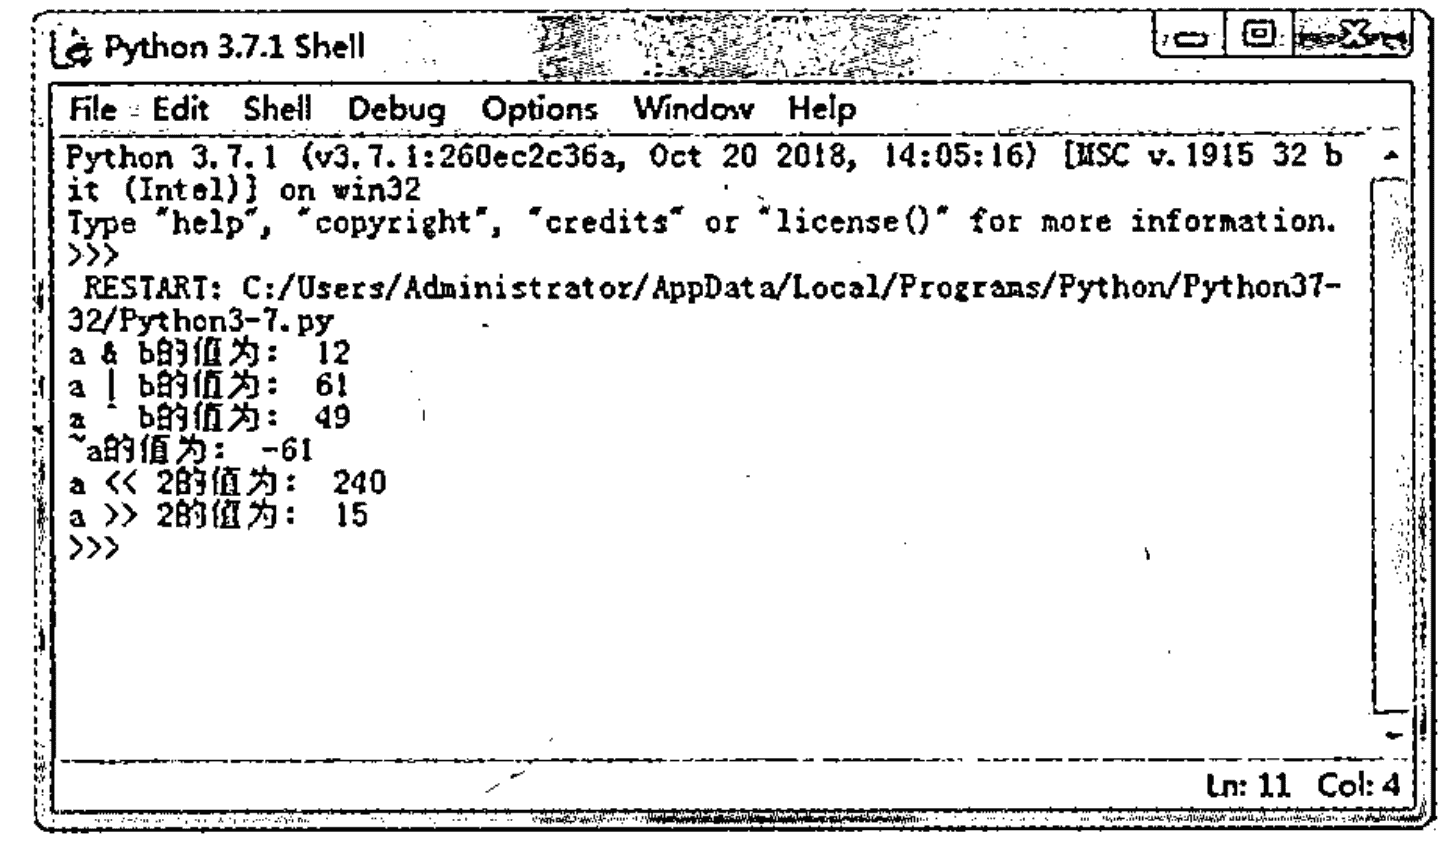 Python 3.7.1 Shell
File Edit Shell Debug Options Window Help
Python 3.7.1 (v3.7.1:260ec2c36a, Oct 20 2018, 14:05:16) [MSC v.1915 32 b
it (Intel)] on win32
Type "help", "copyright", "credits" or "license()" for more information.
>>>
RESTART: C:/Users/Administrator/AppData/Local/Programs/Python/Python37-
32/Python3-7.py
a & b的值为: 12
a | b的值为: 61
a ^ b的值为: 49
~a的值为: -61
a << 2的值为: 240
a >> 2的值为: 15
>>>
Ln: 11 Col: 4